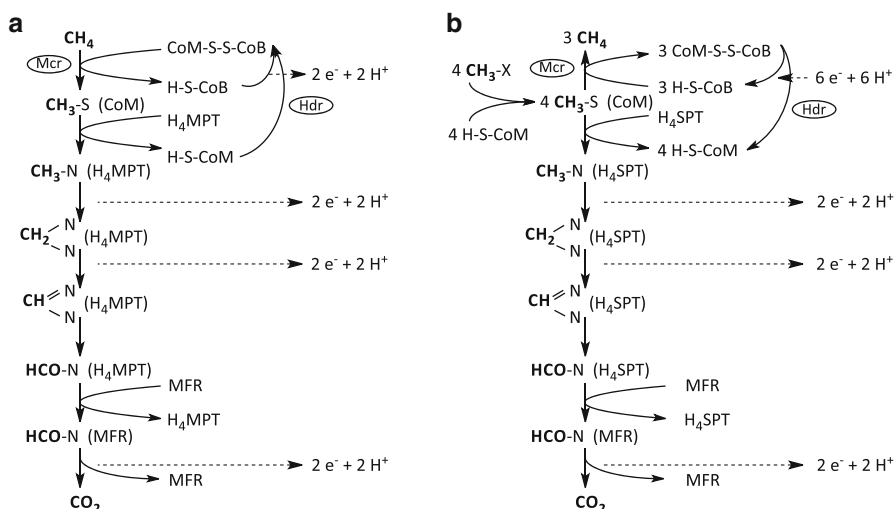 a
CH₄
Mcr
CoM-S-S-CoB
H-S-CoB
2 e⁻ + 2 H⁺
Hdr
CH₃-S (CoM)
H₄MPT
H-S-CoM
CH₃-N (H₄MPT)
2 e⁻ + 2 H⁺
CH₂
N
N
(H₄MPT)
2 e⁻ + 2 H⁺
CH
N
N
(H₄MPT)
HCO-N (H₄MPT)
MFR
H₄MPT
HCO-N (MFR)
2 e⁻ + 2 H⁺
MFR
CO₂
b
3 CH₄
4 CH₃-X
Mcr
3 CoM-S-S-CoB
3 H-S-CoB
6 e⁻ + 6 H⁺
Hdr
4 CH₃-S (CoM)
4 H-S-CoM
H₄SPT
4 H-S-CoM
CH₃-N (H₄SPT)
2 e⁻ + 2 H⁺
CH₂
N
N
(H₄SPT)
2 e⁻ + 2 H⁺
CH
N
N
(H₄SPT)
HCO-N (H₄SPT)
MFR
H₄SPT
HCO-N (MFR)
2 e⁻ + 2 H⁺
MFR
CO₂